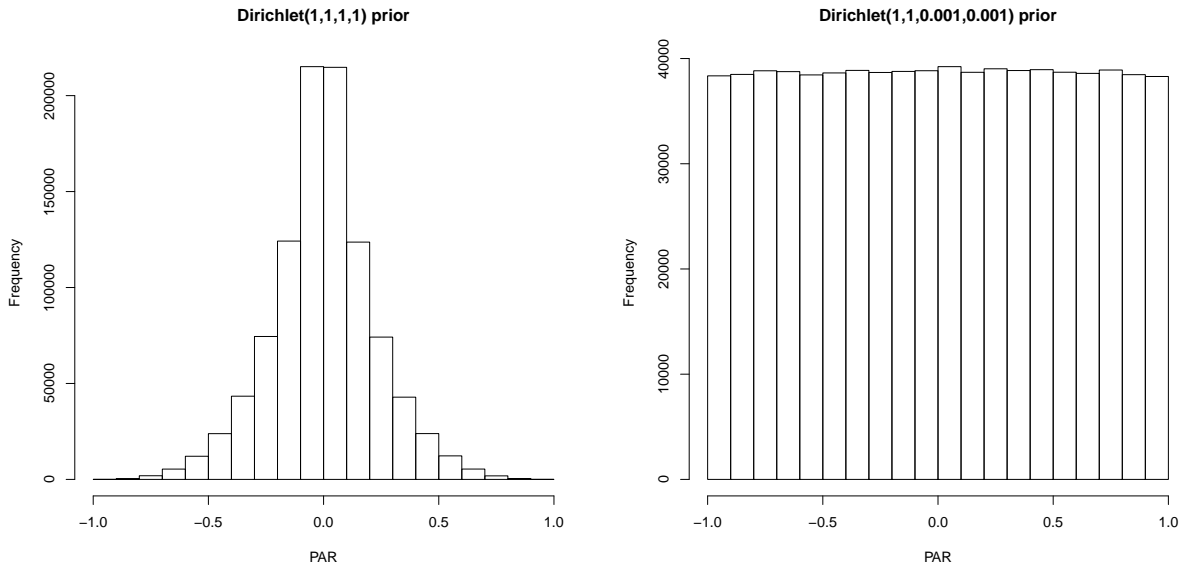 Dirichlet(1,1,1,1) prior
Frequency
200000
150000
100000
50000
0
−1.0 −0.5 0.0 0.5 1.0
PAR
Dirichlet(1,1,0.001,0.001) prior
Frequency
40000
30000
20000
10000
0
−1.0 −0.5 0.0 0.5 1.0
PAR